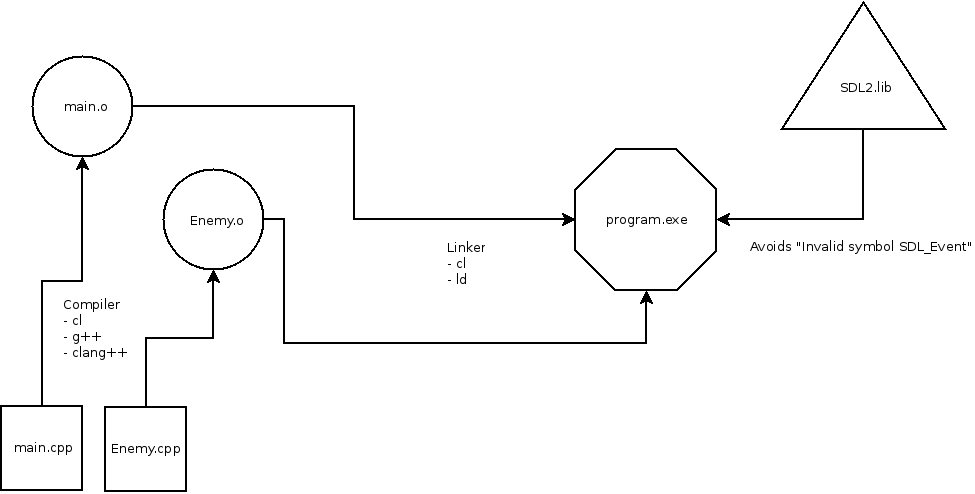 SDL2.lib
main.o
Enemy.o
program.exe
Linker
- cl
- ld
Avoids "Invalid symbol SDL_Event"
Compiler
- cl
- g++
- clang++
main.cpp
Enemy.cpp